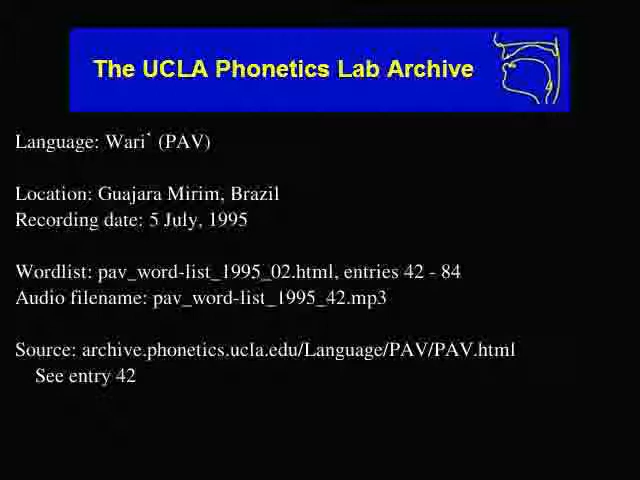 The UCLA Phonetics Lab Archive
Language: Wari` (PAV)
Location: Guajara Mirim, Brazil
Recording date: 5 July, 1995
Wordlist: pav_word-list_1995_02.html, entries 42 - 84
Audio filename: pav_word-list_1995_42.mp3
Source: archive.phonetics.ucla.edu/Language/PAV/PAV.html
See entry 42